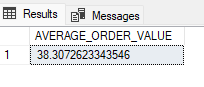 Results Messages
AVERAGE_ORDER_VALUE
1 38.3072623343546